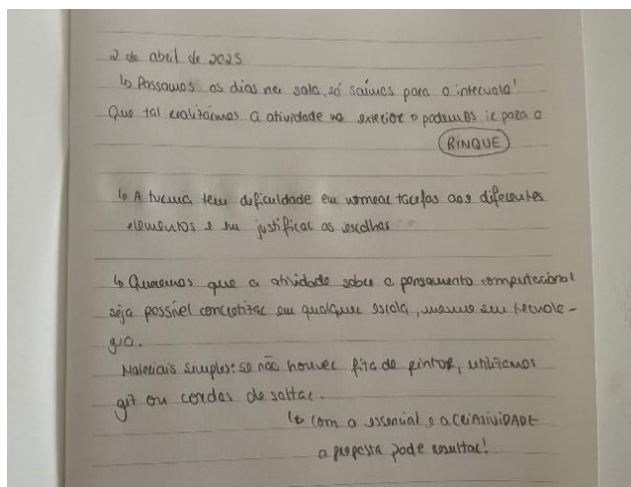 2 de abril de 2025
↳ Passamos os dias na sala, só saímos para o intervalo!
Que tal realizarmos a atividade no exterior e podemos ir para o
RINQUE
↳ A turma tem dificuldade em nomear tarefas aos diferentes
elementos e em justificar as escolhas
↳ Queremos que a atividade sobre o pensamento computacional
seja possível concretizar em qualquer escola, mesmo sem tecnolo-
gia.
Materiais simples: se não houver fita de pintor, utilizamos
giz ou cordas de saltar.
↳ com o essencial e a CRIATIVIDADE
a proposta pode resultar!